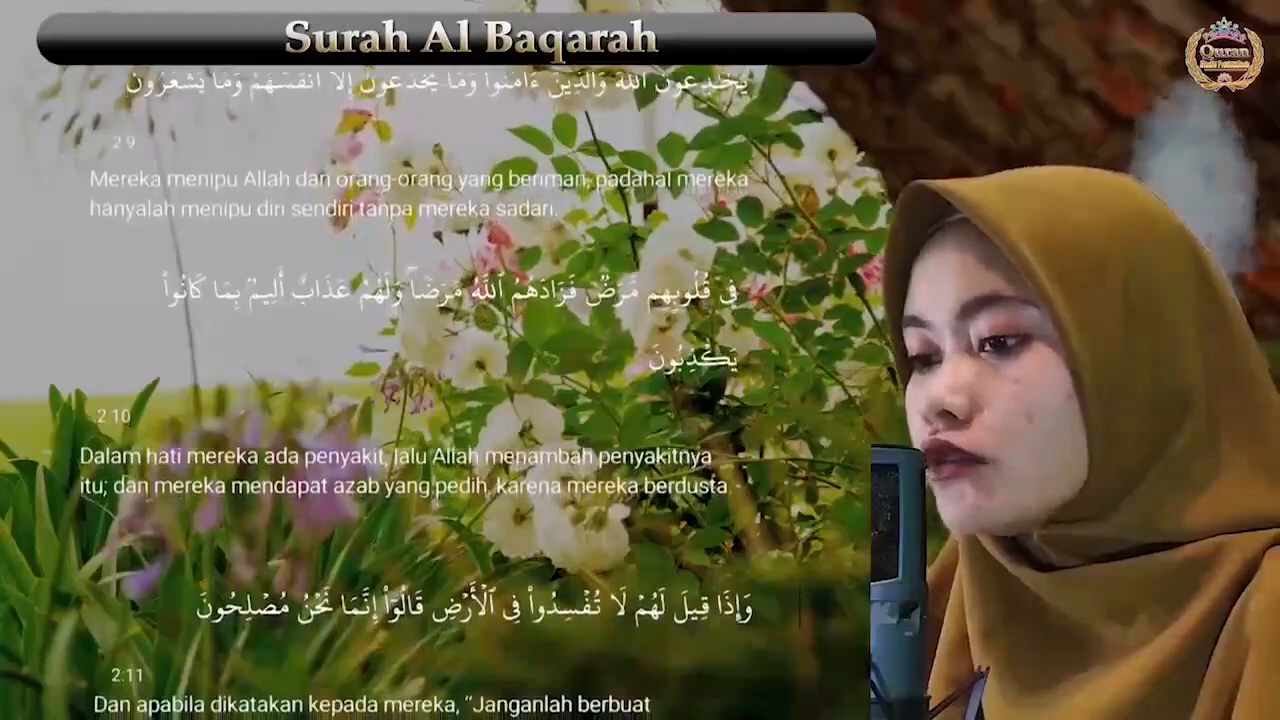 Surah Al Baqarah
Quran
يُخَٰدِعُونَ ٱللَّهَ وَٱلَّذِينَ ءَامَنُوا۟ وَمَا يَخْدَعُونَ إِلَّآ أَنفُسَهُمْ وَمَا يَشْعُرُونَ
2 9
Mereka menipu Allah dan orang-orang yang beriman, padahal mereka
hanyalah menipu diri sendiri tanpa mereka sadari.
فِى قُلُوبِهِم مَّرَضٌ فَزَادَهُمُ ٱللَّهُ مَرَضًا وَلَهُمْ عَذَابٌ أَلِيمٌۢ بِمَا كَانُوا۟
يَكْذِبُونَ
2 10
Dalam hati mereka ada penyakit, lalu Allah menambah penyakitnya
itu; dan mereka mendapat azab yang pedih, karena mereka berdusta.
وَإِذَا قِيلَ لَهُمْ لَا تُفْسِدُوا۟ فِى ٱلْأَرْضِ قَالُوٓا۟ إِنَّمَا نَحْنُ مُصْلِحُونَ
2:11
Dan apabila dikatakan kepada mereka, “Janganlah berbuat